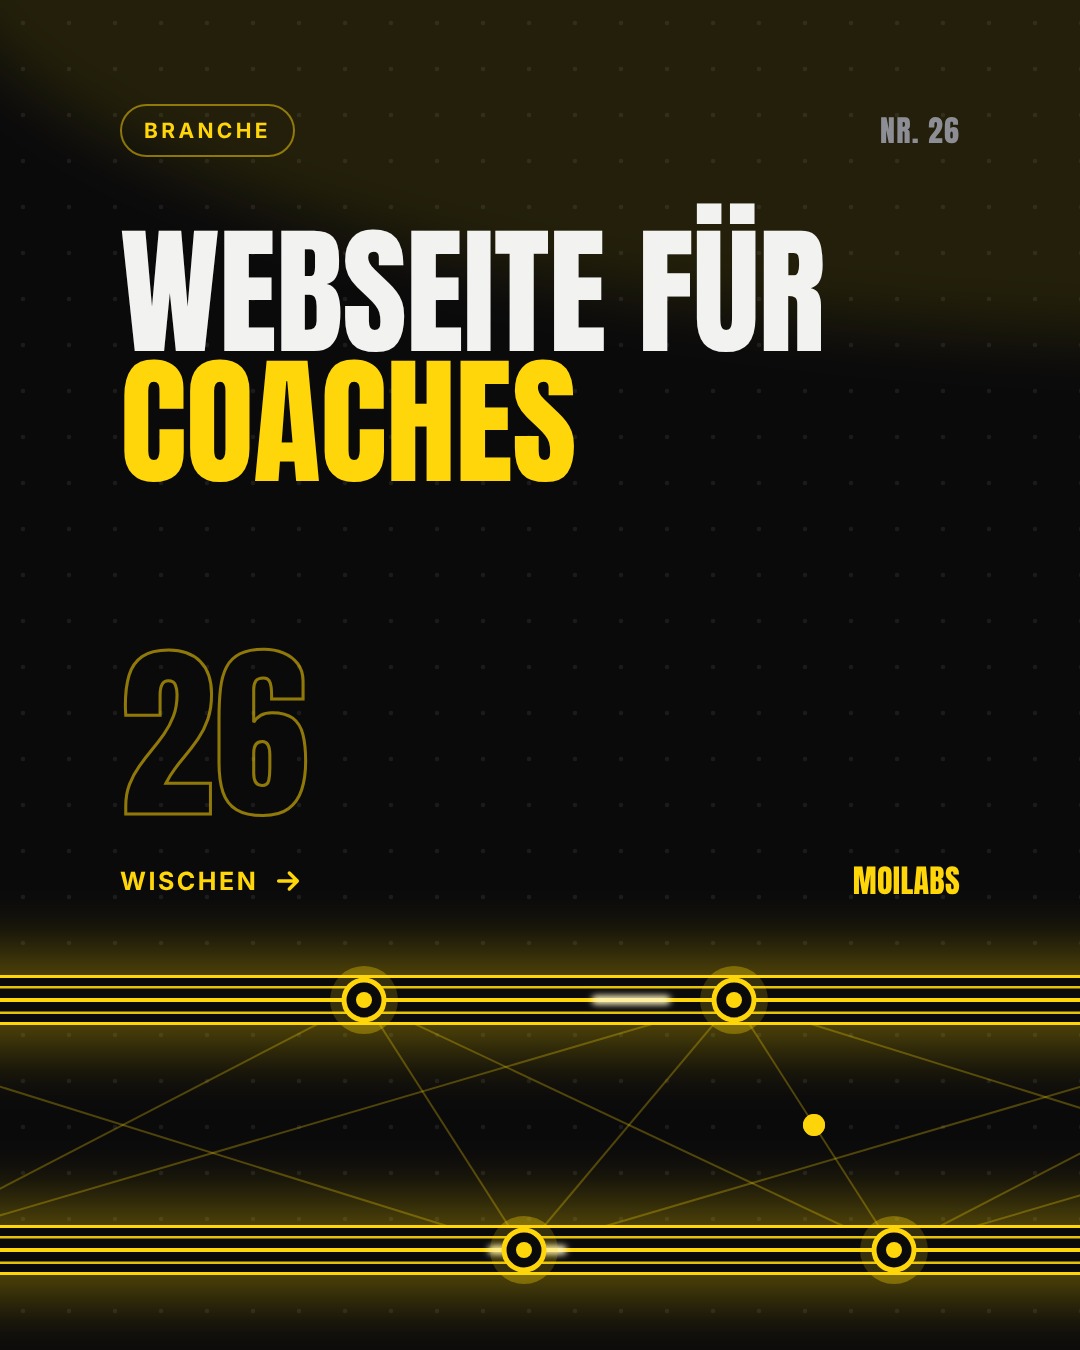 BRANCHE
NR. 26
WEBSEITE FÜR
COACHES
26
WISCHEN →
MOILABS